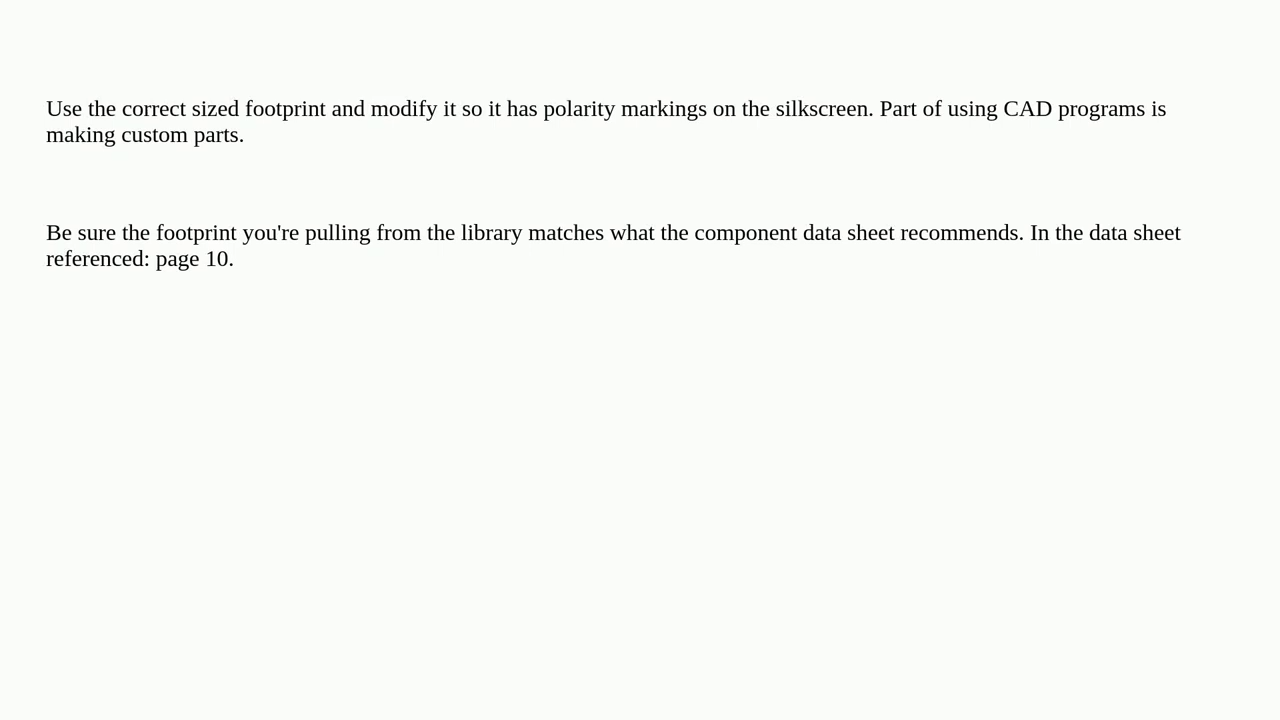 Use the correct sized footprint and modify it so it has polarity markings on the silkscreen. Part of using CAD programs is
making custom parts.
Be sure the footprint you're pulling from the library matches what the component data sheet recommends. In the data sheet
referenced: page 10.